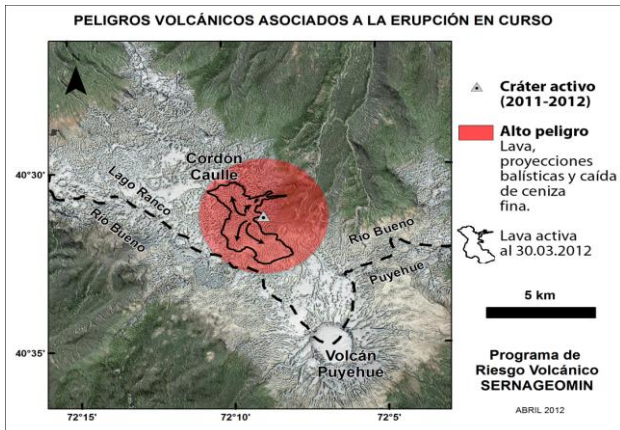 PELIGROS VOLCÁNICOS ASOCIADOS A LA ERUPCIÓN EN CURSO
Cordón
Caulle
40°30'
Lago Ranco
Rio Bueno
Rio Bueno
Puyehue
40°35'
Volcán
Puyehue
72°15'
72°10'
72°5'
Cráter activo
(2011-2012)
Alto peligro
Lava,
proyecciones
balísticas y caída
de ceniza
fina.
Lava activa
al 30.03.2012
5 km
Programa de
Riesgo Volcánico
SERNAGEOMIN
ABRIL 2012